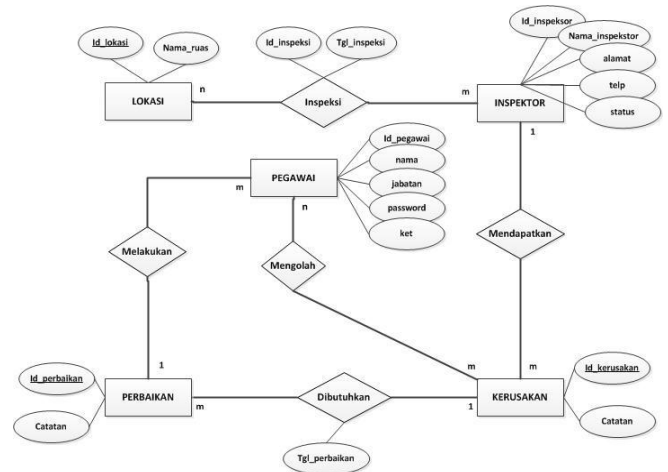 Id_inspeksor
Id_lokasi
Nama_ruas
Id_inspeksi
Tgl_inspeksi
Nama_inspekstor
alamat
telp
status
n
m
LOKASI
Inspeksi
INSPEKTOR
1
Id_pegawai
nama
jabatan
password
ket
PEGAWAI
m
n
Melakukan
Mengolah
Mendapatkan
1
m
m
Id_perbaikan
Catatan
PERBAIKAN
m
Dibutuhkan
1
KERUSAKAN
Id_kerusakan
Catatan
Tgl_perbaikan